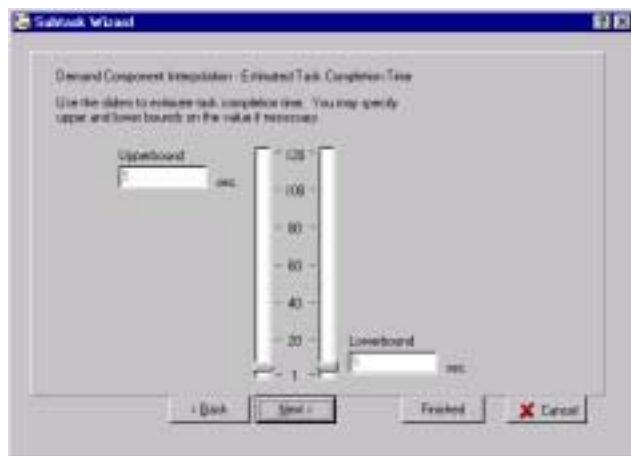 Subtask Wizard
Demand Component Interpolation - Estimated Task Completion Time
Use the sliders to estimate task completion time. You may specify
upper and lower bounds on the value if necessary
Upperbound
sec.
120
100
80
60
40
20
1
Lowerbound
sec.
< Back
Next >
Finished
Cancel